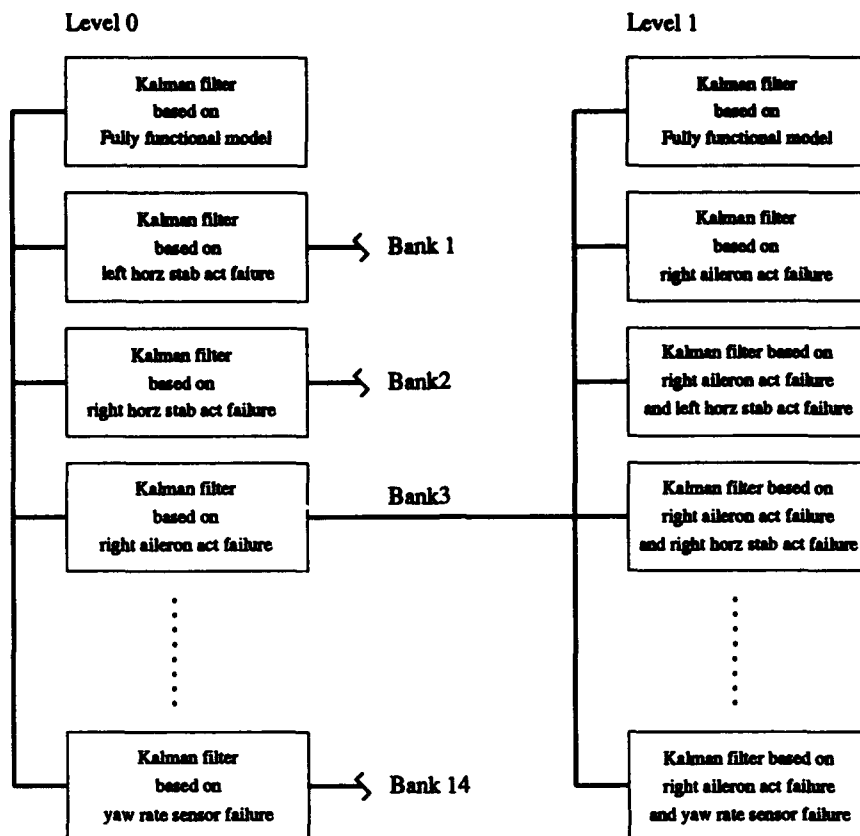 Level 0
Kalman filter
based on
Fully functional model
Kalman filter
based on
left horz stab act faiure
Bank 1
Kalman filter
based on
right horz stab act failure
Bank2
Kalman filter
based on
right aileron act failure
Bank3
Kalman filter
based on
yaw rate sensor failure
Bank 14
Level 1
Kalman filter
based on
Fully functional model
Kalman filter
based on
right aileron act failure
Kalman filter based on
right aileron act failure
and left horz stab act failure
Kalman filter based on
right aileron act failure
and right horz stab act failure
Kalman filter based on
right aileron act failure
and yaw rate sensor failure